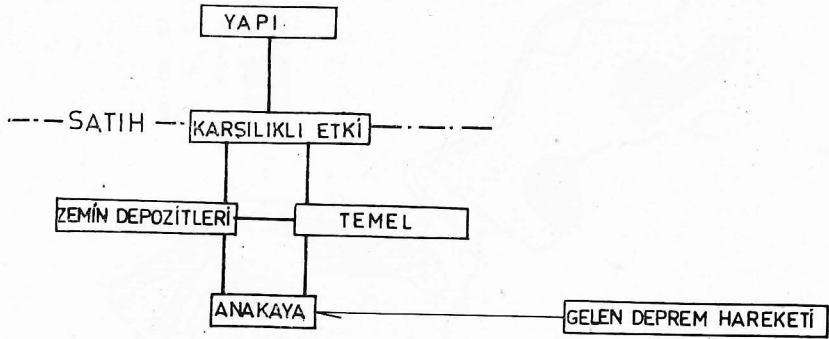 YAPI
SATIH
KARŞILIKLI ETKİ
ZEMİN DEPOZİTLERİ
TEMEL
ANAKAYA
GELEN DEPREM HAREKETİ